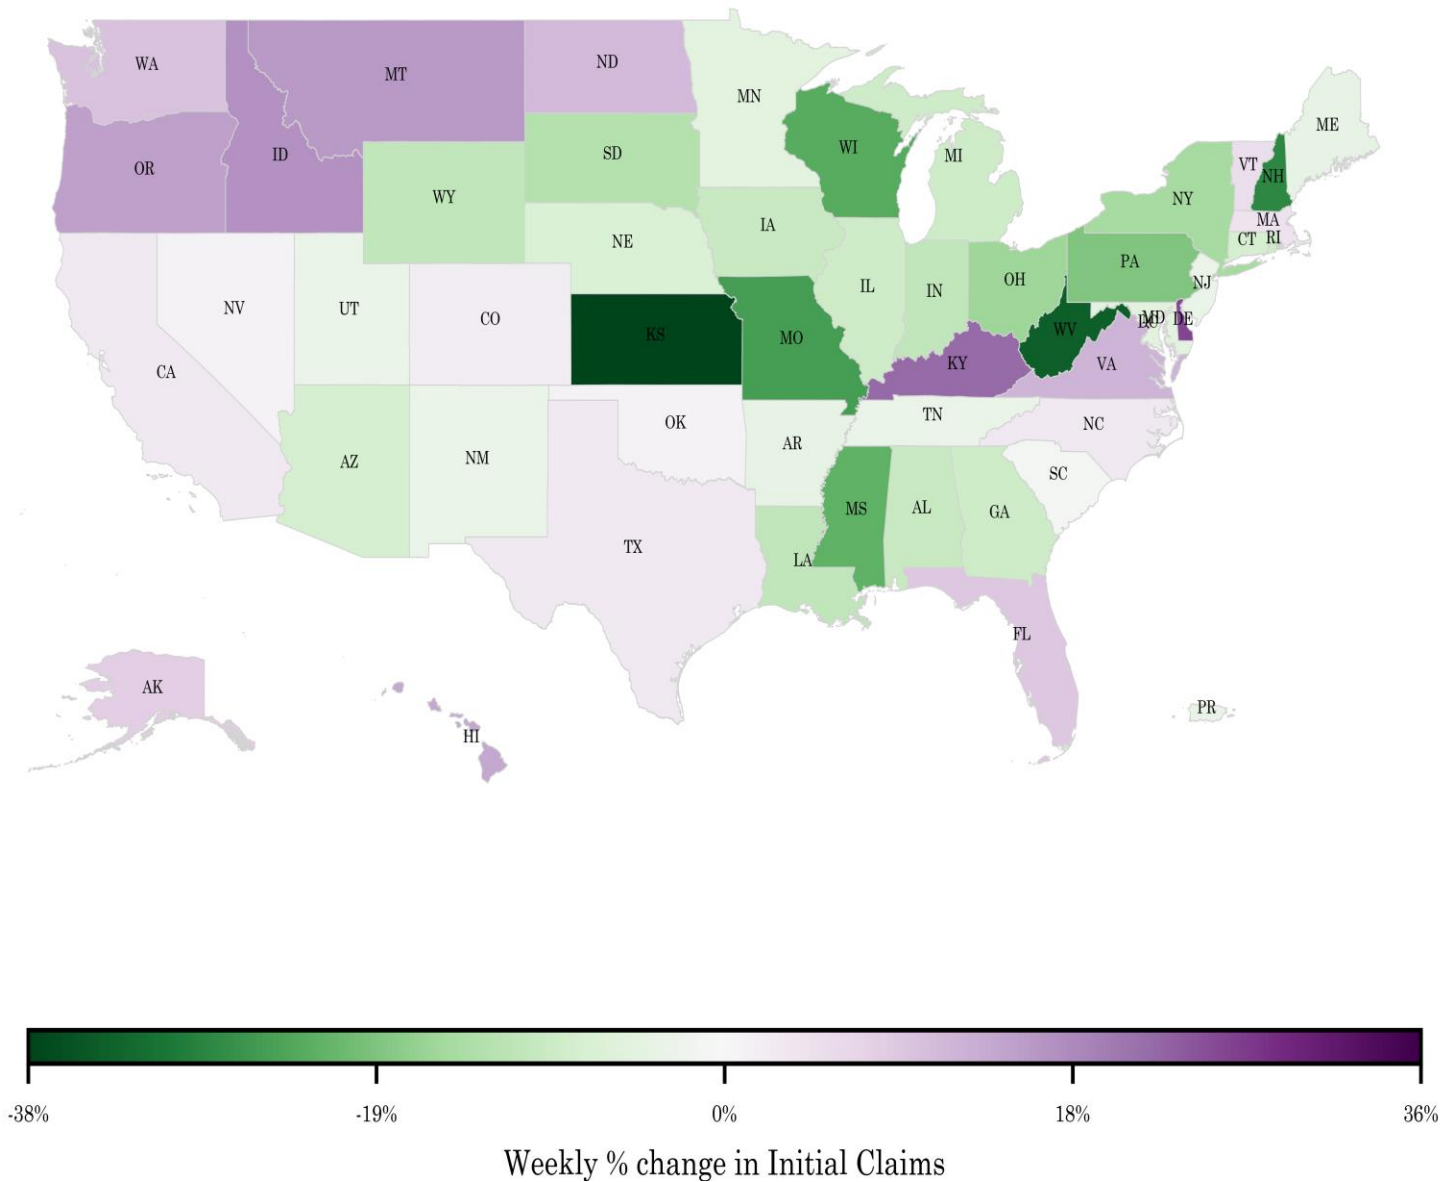 WA
MT
ND
MN
ME
OR
ID
SD
WI
MI
VT
NH
WY
NY
IA
MA
NE
CT
RI
PA
NV
UT
CO
IL
IN
OH
NJ
KS
MO
WV
DC
MD
DE
CA
KY
VA
OK
AR
TN
NC
AZ
NM
SC
MS
AL
GA
TX
LA
FL
AK
HI
PR
-38%
-19%
0%
18%
36%
Weekly % change in Initial Claims